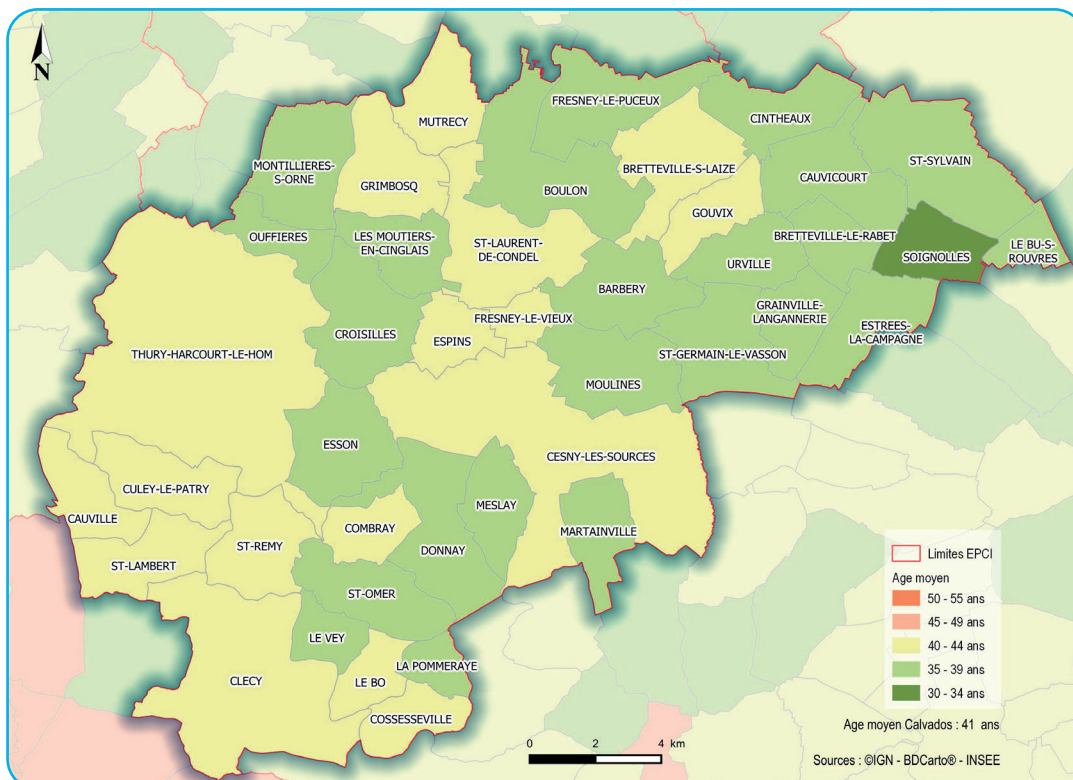 N
MUTRECY
FRESNEY-LE-PUCEUX
CINTHEAUX
ST-SYLVAIN
MONTILLIERES-
S-ORNE
GRIMBOSQ
BRETTEVILLE-S-LAIZE
CAUVICOURT
BOULON
GOUVIX
OUFFIERES
LES MOUTIERS-
EN-CINGLAIS
ST-LAURENT-
DE-CONDEL
BRETTEVILLE-LE-RABET
SOIGNOLLES
LE BU-S-
ROUVRES
URVILLE
BARBERY
GRAINVILLE-
LANGANNERIE
ESTREES-
LA-CAMPAGNE
FRESNEY-LE-VIEUX
CROISILLES
ESPINS
THURY-HARCOURT-LE-HOM
ST-GERMAIN-LE-VASSON
MOULINES
ESSON
CESNY-LES-SOURCES
CULEY-LE-PATRY
MESLAY
CAUVILLE
COMBRAY
MARTAINVILLE
ST-REMY
DONNAY
ST-LAMBERT
ST-OMER
LE VEY
LA POMMERAYE
CLECY
LE BO
COSSESSEVILLE
Limites EPCI
Age moyen
50 - 55 ans
45 - 49 ans
40 - 44 ans
35 - 39 ans
30 - 34 ans
Age moyen Calvados : 41 ans
0 2 4 km
Sources : ©IGN - BDCarto® - INSEE